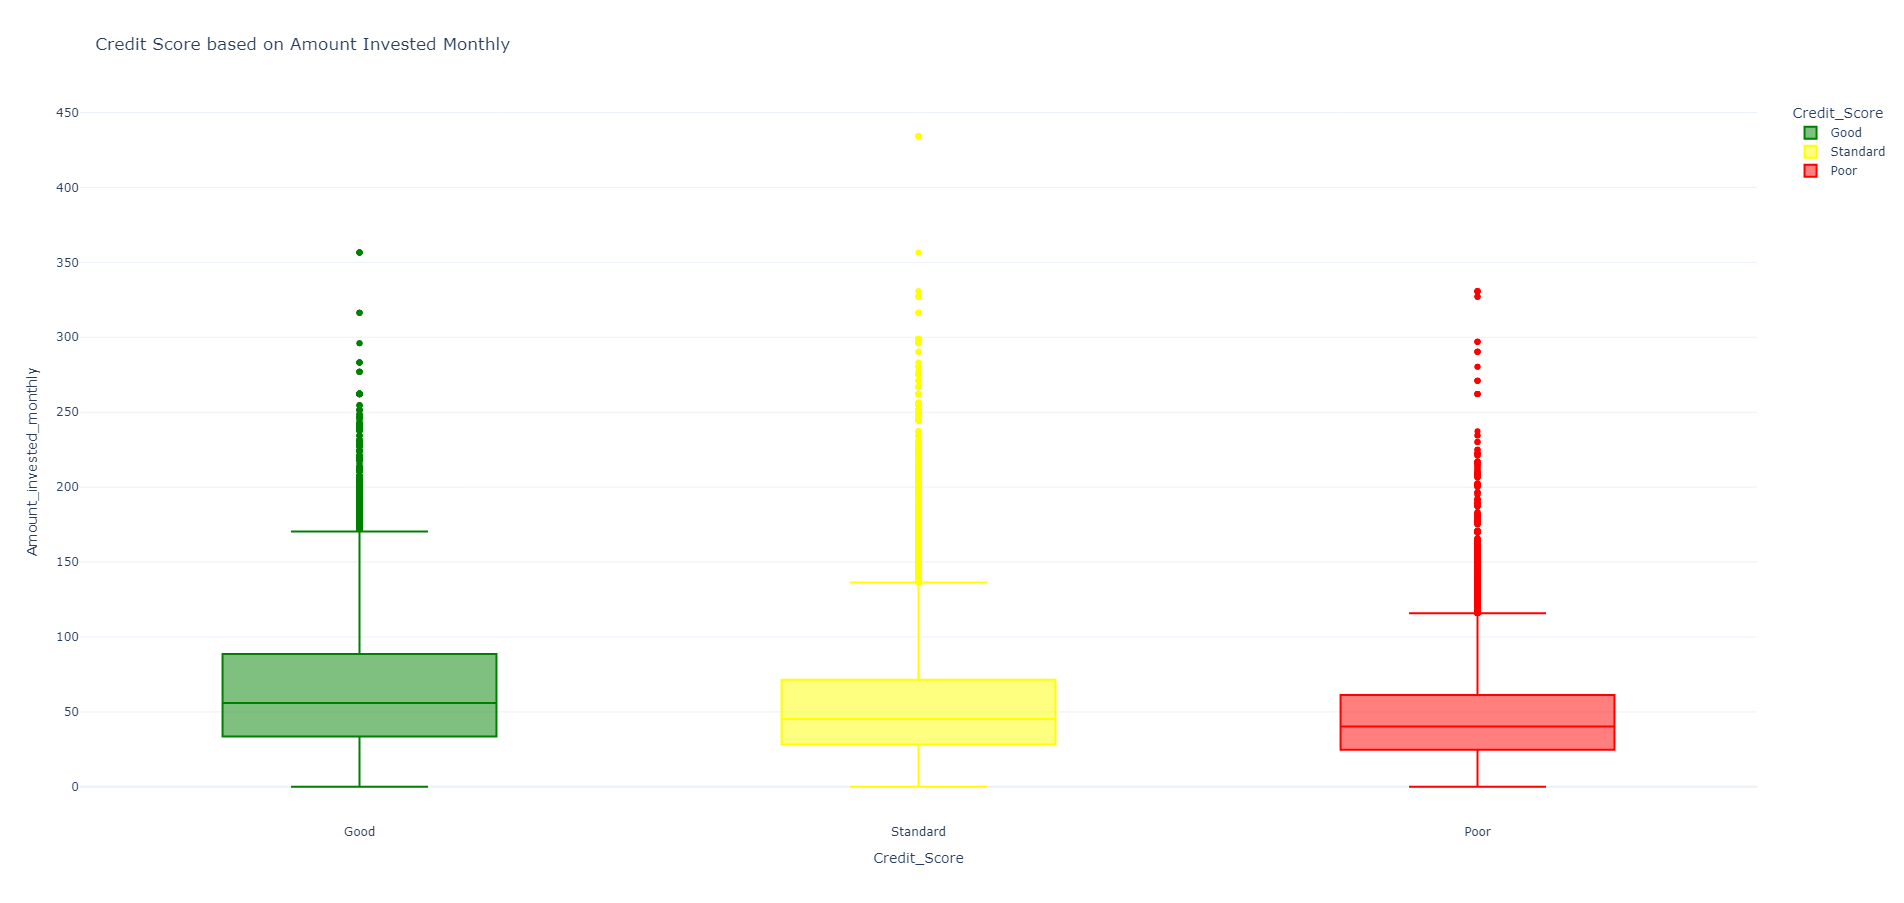 Credit Score based on Amount Invested Monthly
450
400
350
300
250
200
150
100
50
0
Amount_invested_monthly
Good
Standard
Poor
Credit_Score
Credit_Score
Good
Standard
Poor